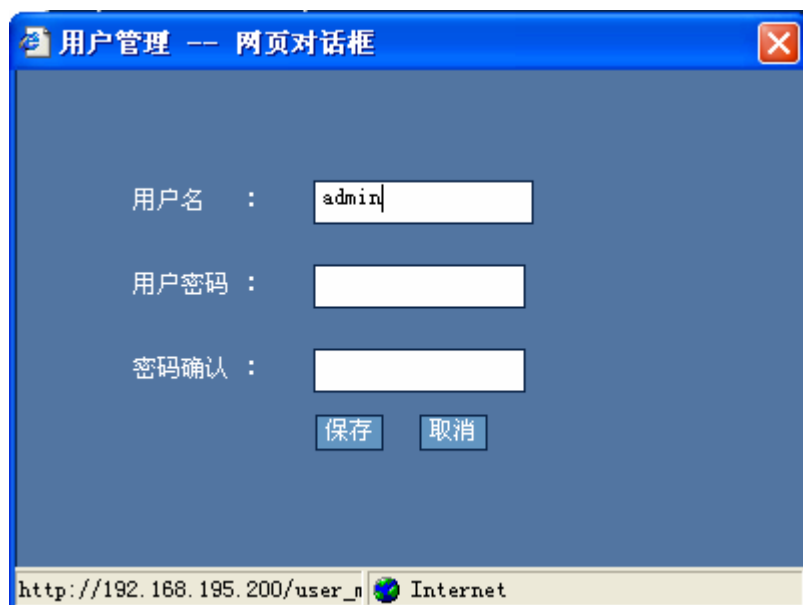 用户管理 -- 网页对话框
用户名 : admin
用户密码 :
密码确认 :
保存 取消
http://192.168.195.200/user_m Internet